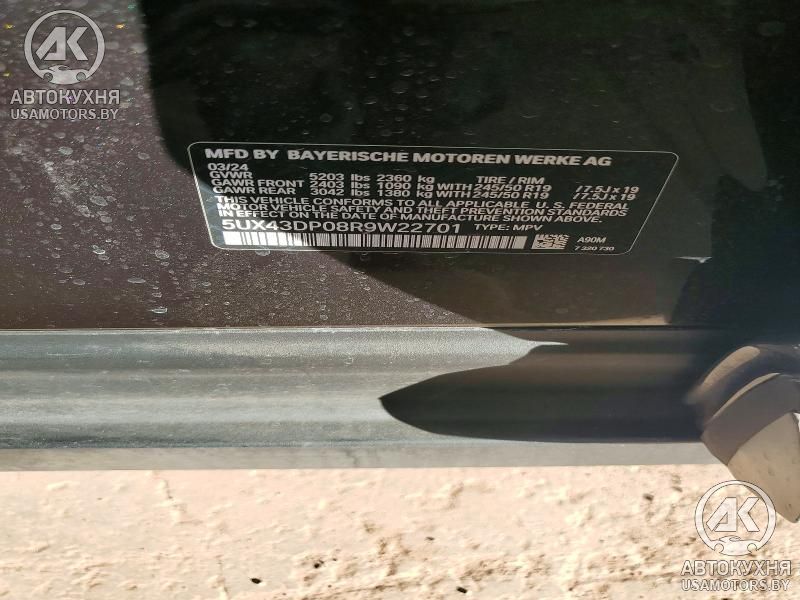 AK
АВТОКУХНЯ
USAMOTORS.BY
MFD BY BAYERISCHE MOTOREN WERKE AG
03/24
GVWR 5203 lbs 2360 kg TIRE / RIM
GAWR FRONT 2403 lbs 1090 kg WITH 245/50 R19 / 7.5J x 19
GAWR REAR 3042 lbs 1380 kg WITH 245/50 R19 / 7.5J x 19
THIS VEHICLE CONFORMS TO ALL APPLICABLE U.S. FEDERAL
MOTOR VEHICLE SAFETY AND THEFT PREVENTION STANDARDS
IN EFFECT ON THE DATE OF MANUFACTURE SHOWN ABOVE.
5UX43DP08R9W22701 TYPE: MPV
A90M
7 320 730
AK
АВТОКУХНЯ
USAMOTORS.BY